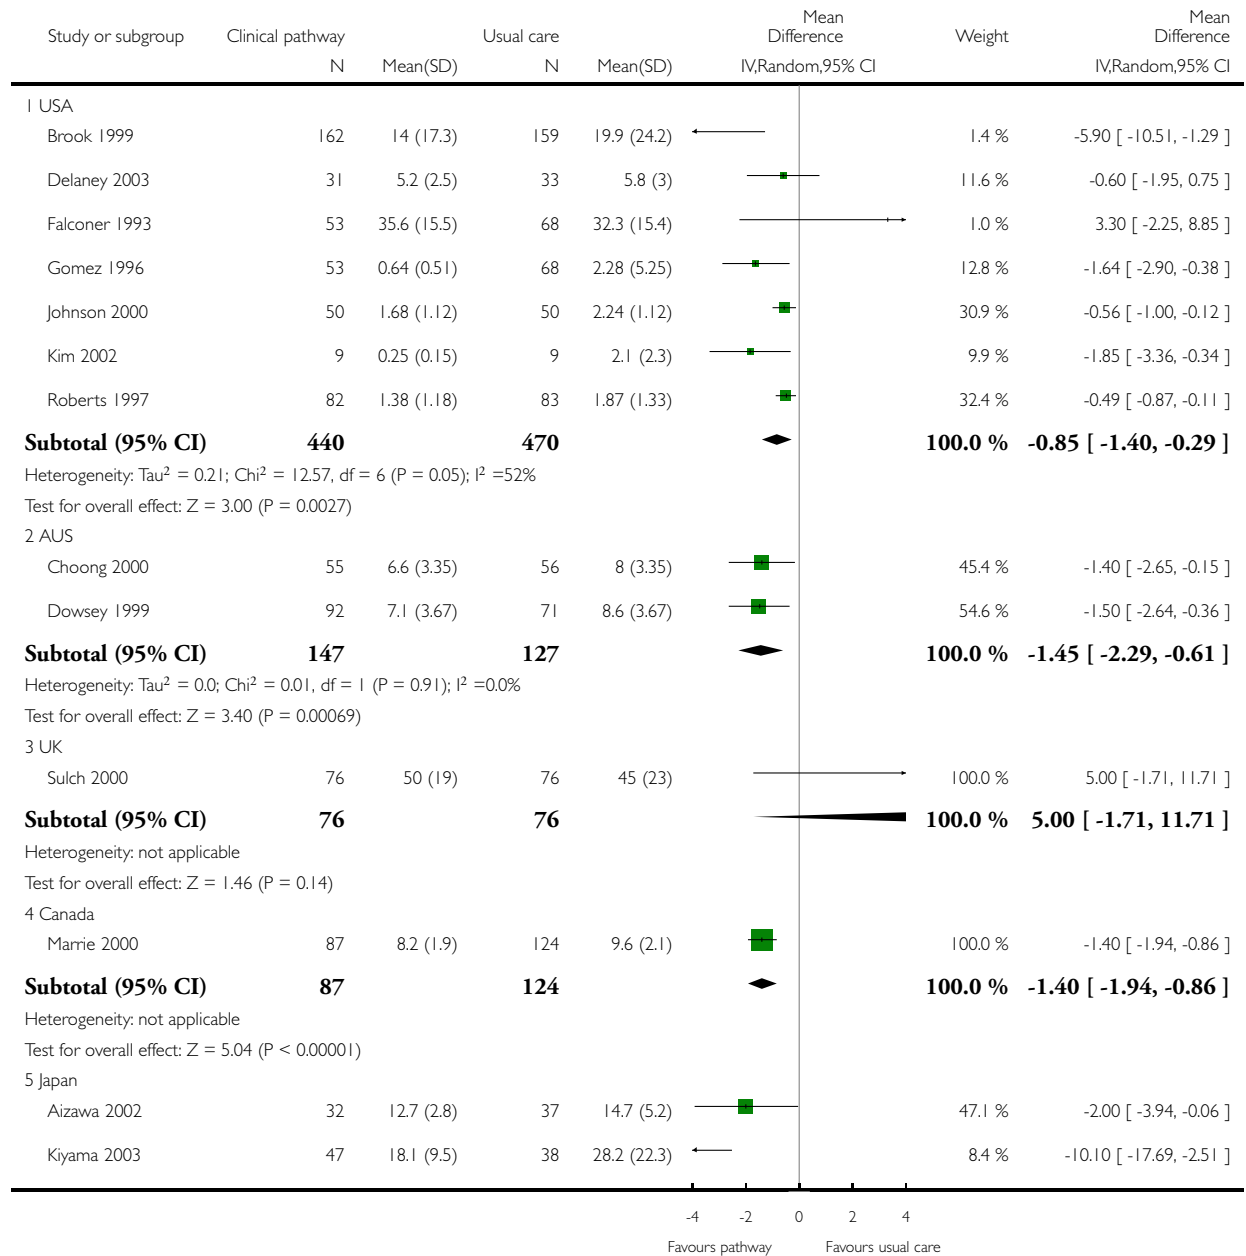 Study or subgroup Clinical pathway Usual care Mean Difference Weight Mean Difference
N Mean(SD) N Mean(SD) IV,Random,95% CI IV,Random,95% CI
1 USA
Brook 1999 162 14 (17.3) 159 19.9 (24.2) 1.4 % -5.90 [ -10.51, -1.29 ]
Delaney 2003 31 5.2 (2.5) 33 5.8 (3) 11.6 % -0.60 [ -1.95, 0.75 ]
Falconer 1993 53 35.6 (15.5) 68 32.3 (15.4) 1.0 % 3.30 [ -2.25, 8.85 ]
Gomez 1996 53 0.64 (0.51) 68 2.28 (5.25) 12.8 % -1.64 [ -2.90, -0.38 ]
Johnson 2000 50 1.68 (1.12) 50 2.24 (1.12) 30.9 % -0.56 [ -1.00, -0.12 ]
Kim 2002 9 0.25 (0.15) 9 2.1 (2.3) 9.9 % -1.85 [ -3.36, -0.34 ]
Roberts 1997 82 1.38 (1.18) 83 1.87 (1.33) 32.4 % -0.49 [ -0.87, -0.11 ]
Subtotal (95% CI) 440 470 100.0 % -0.85 [ -1.40, -0.29 ]
Heterogeneity: Tau² = 0.21; Chi² = 12.57, df = 6 (P = 0.05); I² =52%
Test for overall effect: Z = 3.00 (P = 0.0027)
2 AUS
Choong 2000 55 6.6 (3.35) 56 8 (3.35) 45.4 % -1.40 [ -2.65, -0.15 ]
Dowsey 1999 92 7.1 (3.67) 71 8.6 (3.67) 54.6 % -1.50 [ -2.64, -0.36 ]
Subtotal (95% CI) 147 127 100.0 % -1.45 [ -2.29, -0.61 ]
Heterogeneity: Tau² = 0.0; Chi² = 0.01, df = 1 (P = 0.91); I² =0.0%
Test for overall effect: Z = 3.40 (P = 0.00069)
3 UK
Sulch 2000 76 50 (19) 76 45 (23) 100.0 % 5.00 [ -1.71, 11.71 ]
Subtotal (95% CI) 76 76 100.0 % 5.00 [ -1.71, 11.71 ]
Heterogeneity: not applicable
Test for overall effect: Z = 1.46 (P = 0.14)
4 Canada
Marrie 2000 87 8.2 (1.9) 124 9.6 (2.1) 100.0 % -1.40 [ -1.94, -0.86 ]
Subtotal (95% CI) 87 124 100.0 % -1.40 [ -1.94, -0.86 ]
Heterogeneity: not applicable
Test for overall effect: Z = 5.04 (P < 0.00001)
5 Japan
Aizawa 2002 32 12.7 (2.8) 37 14.7 (5.2) 47.1 % -2.00 [ -3.94, -0.06 ]
Kiyama 2003 47 18.1 (9.5) 38 28.2 (22.3) 8.4 % -10.10 [ -17.69, -2.51 ]
-4 -2 0 2 4
Favours pathway Favours usual care